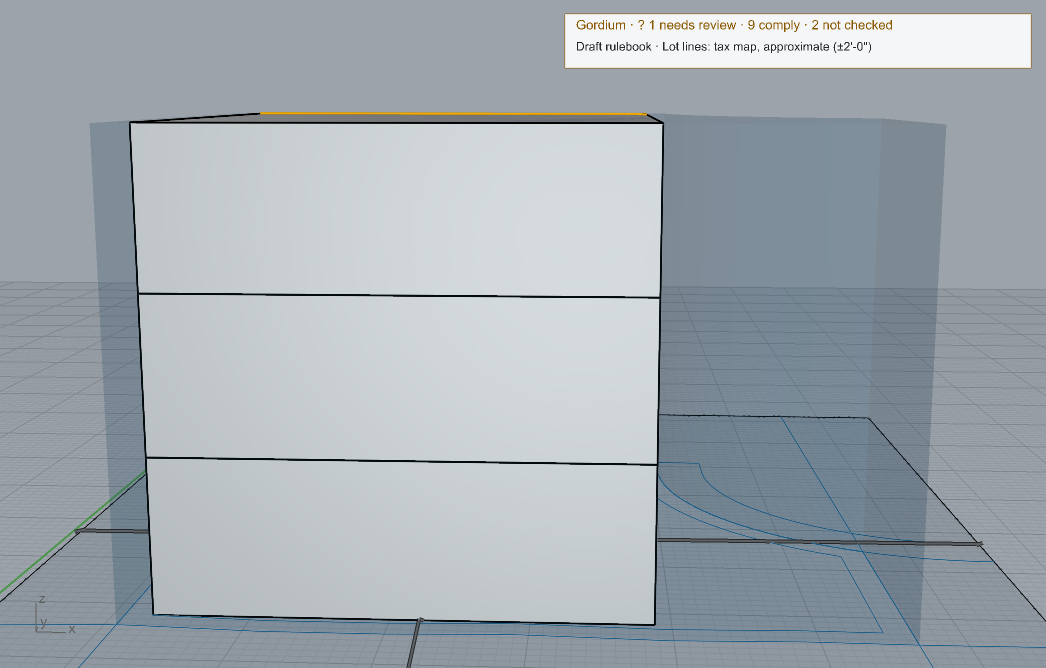 Gordium · ? 1 needs review · 9 comply · 2 not checked
Draft rulebook · Lot lines: tax map, approximate (±2'-0")
z
y
x